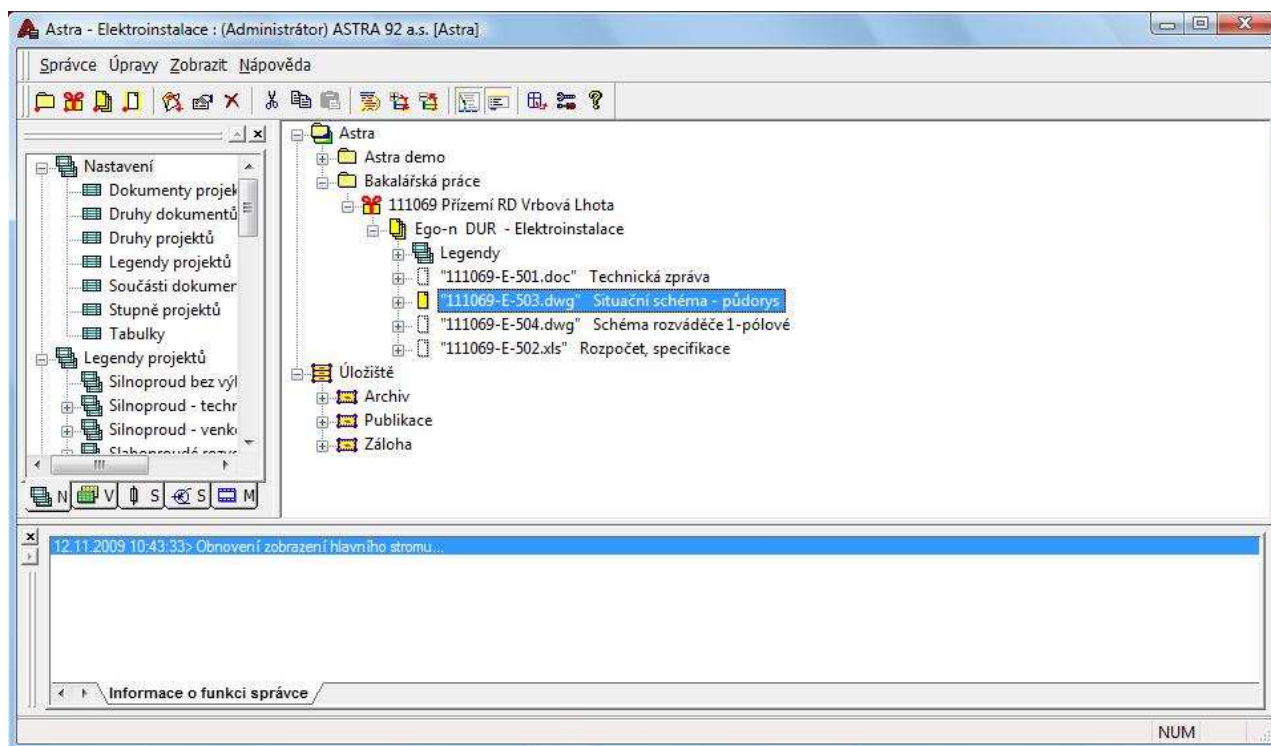 Astra - Elektroinstalace : (Administrátor) ASTRA 92 a.s. [Astra]
Správce Úpravy Zobrazit Nápověda
Nastavení
Dokumenty projek
Druhy dokumentů
Druhy projektů
Legendy projektů
Součásti dokumer
Stupně projektů
Tabulky
Legendy projektů
Silnoproud bez výl
Silnoproud - techr
Silnoproud - venk
N V S S M
Astra
Astra demo
Bakalářská práce
111069 Přízemí RD Vrbová Lhota
Ego-n DUR - Elektroinstalace
Legendy
"111069-E-501.doc" Technická zpráva
"111069-E-503.dwg" Situační schéma - půdorys
"111069-E-504.dwg" Schéma rozváděče 1-pólové
"111069-E-502.xls" Rozpočet, specifikace
Úložiště
Archiv
Publikace
Záloha
12.11.2009 10:43:33> Obnovení zobrazení hlavního stromu...
Informace o funkci správce
NUM